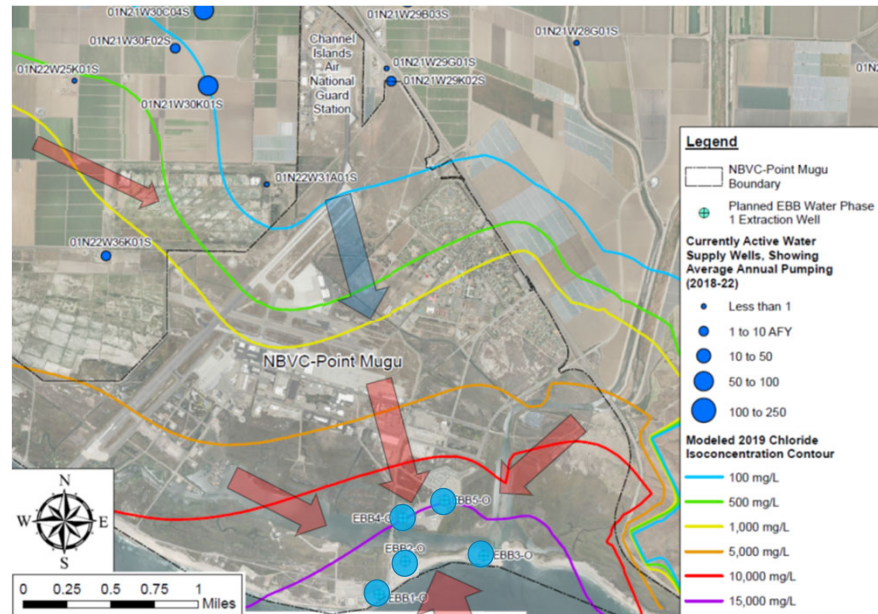 01N21W30C04S
01N21W29B03S
01N21W28G01S
01N21W30F02S
Channel
Islands
Air
National
Guard
Station
01N21W29G01S
01N21W29K02S
01N2
01N22W25K01S
01N21W30K01S
01N22W31A01S
01N22W36K01S
NBVC-Point Mugu
EBB5-O
EBB4-O
EBB2-O
EBB3-O
EBB1-O
N
W
E
S
0 0.25 0.5 0.75 1
Miles
Legend
NBVC-Point Mugu
Boundary
Planned EBB Water Phase
1 Extraction Well
Currently Active Water
Supply Wells, Showing
Average Annual Pumping
(2018-22)
Less than 1
1 to 10 AFY
10 to 50
50 to 100
100 to 250
Modeled 2019 Chloride
Isoconcentration Contour
100 mg/L
500 mg/L
1,000 mg/L
5,000 mg/L
10,000 mg/L
15,000 mg/L